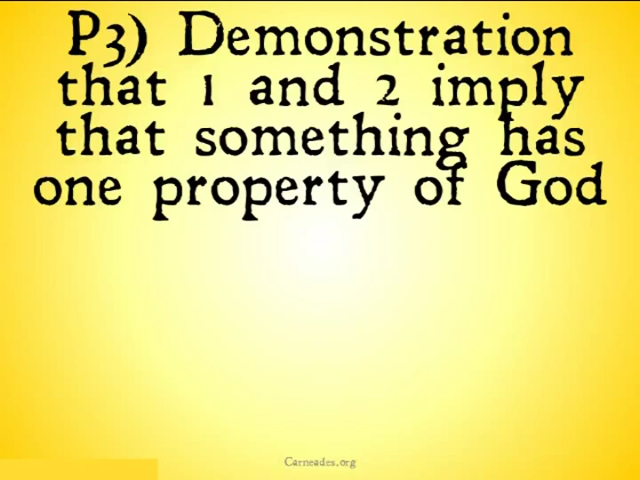 P3) Demonstration
that 1 and 2 imply
that something has
one property of God
Carneades.org